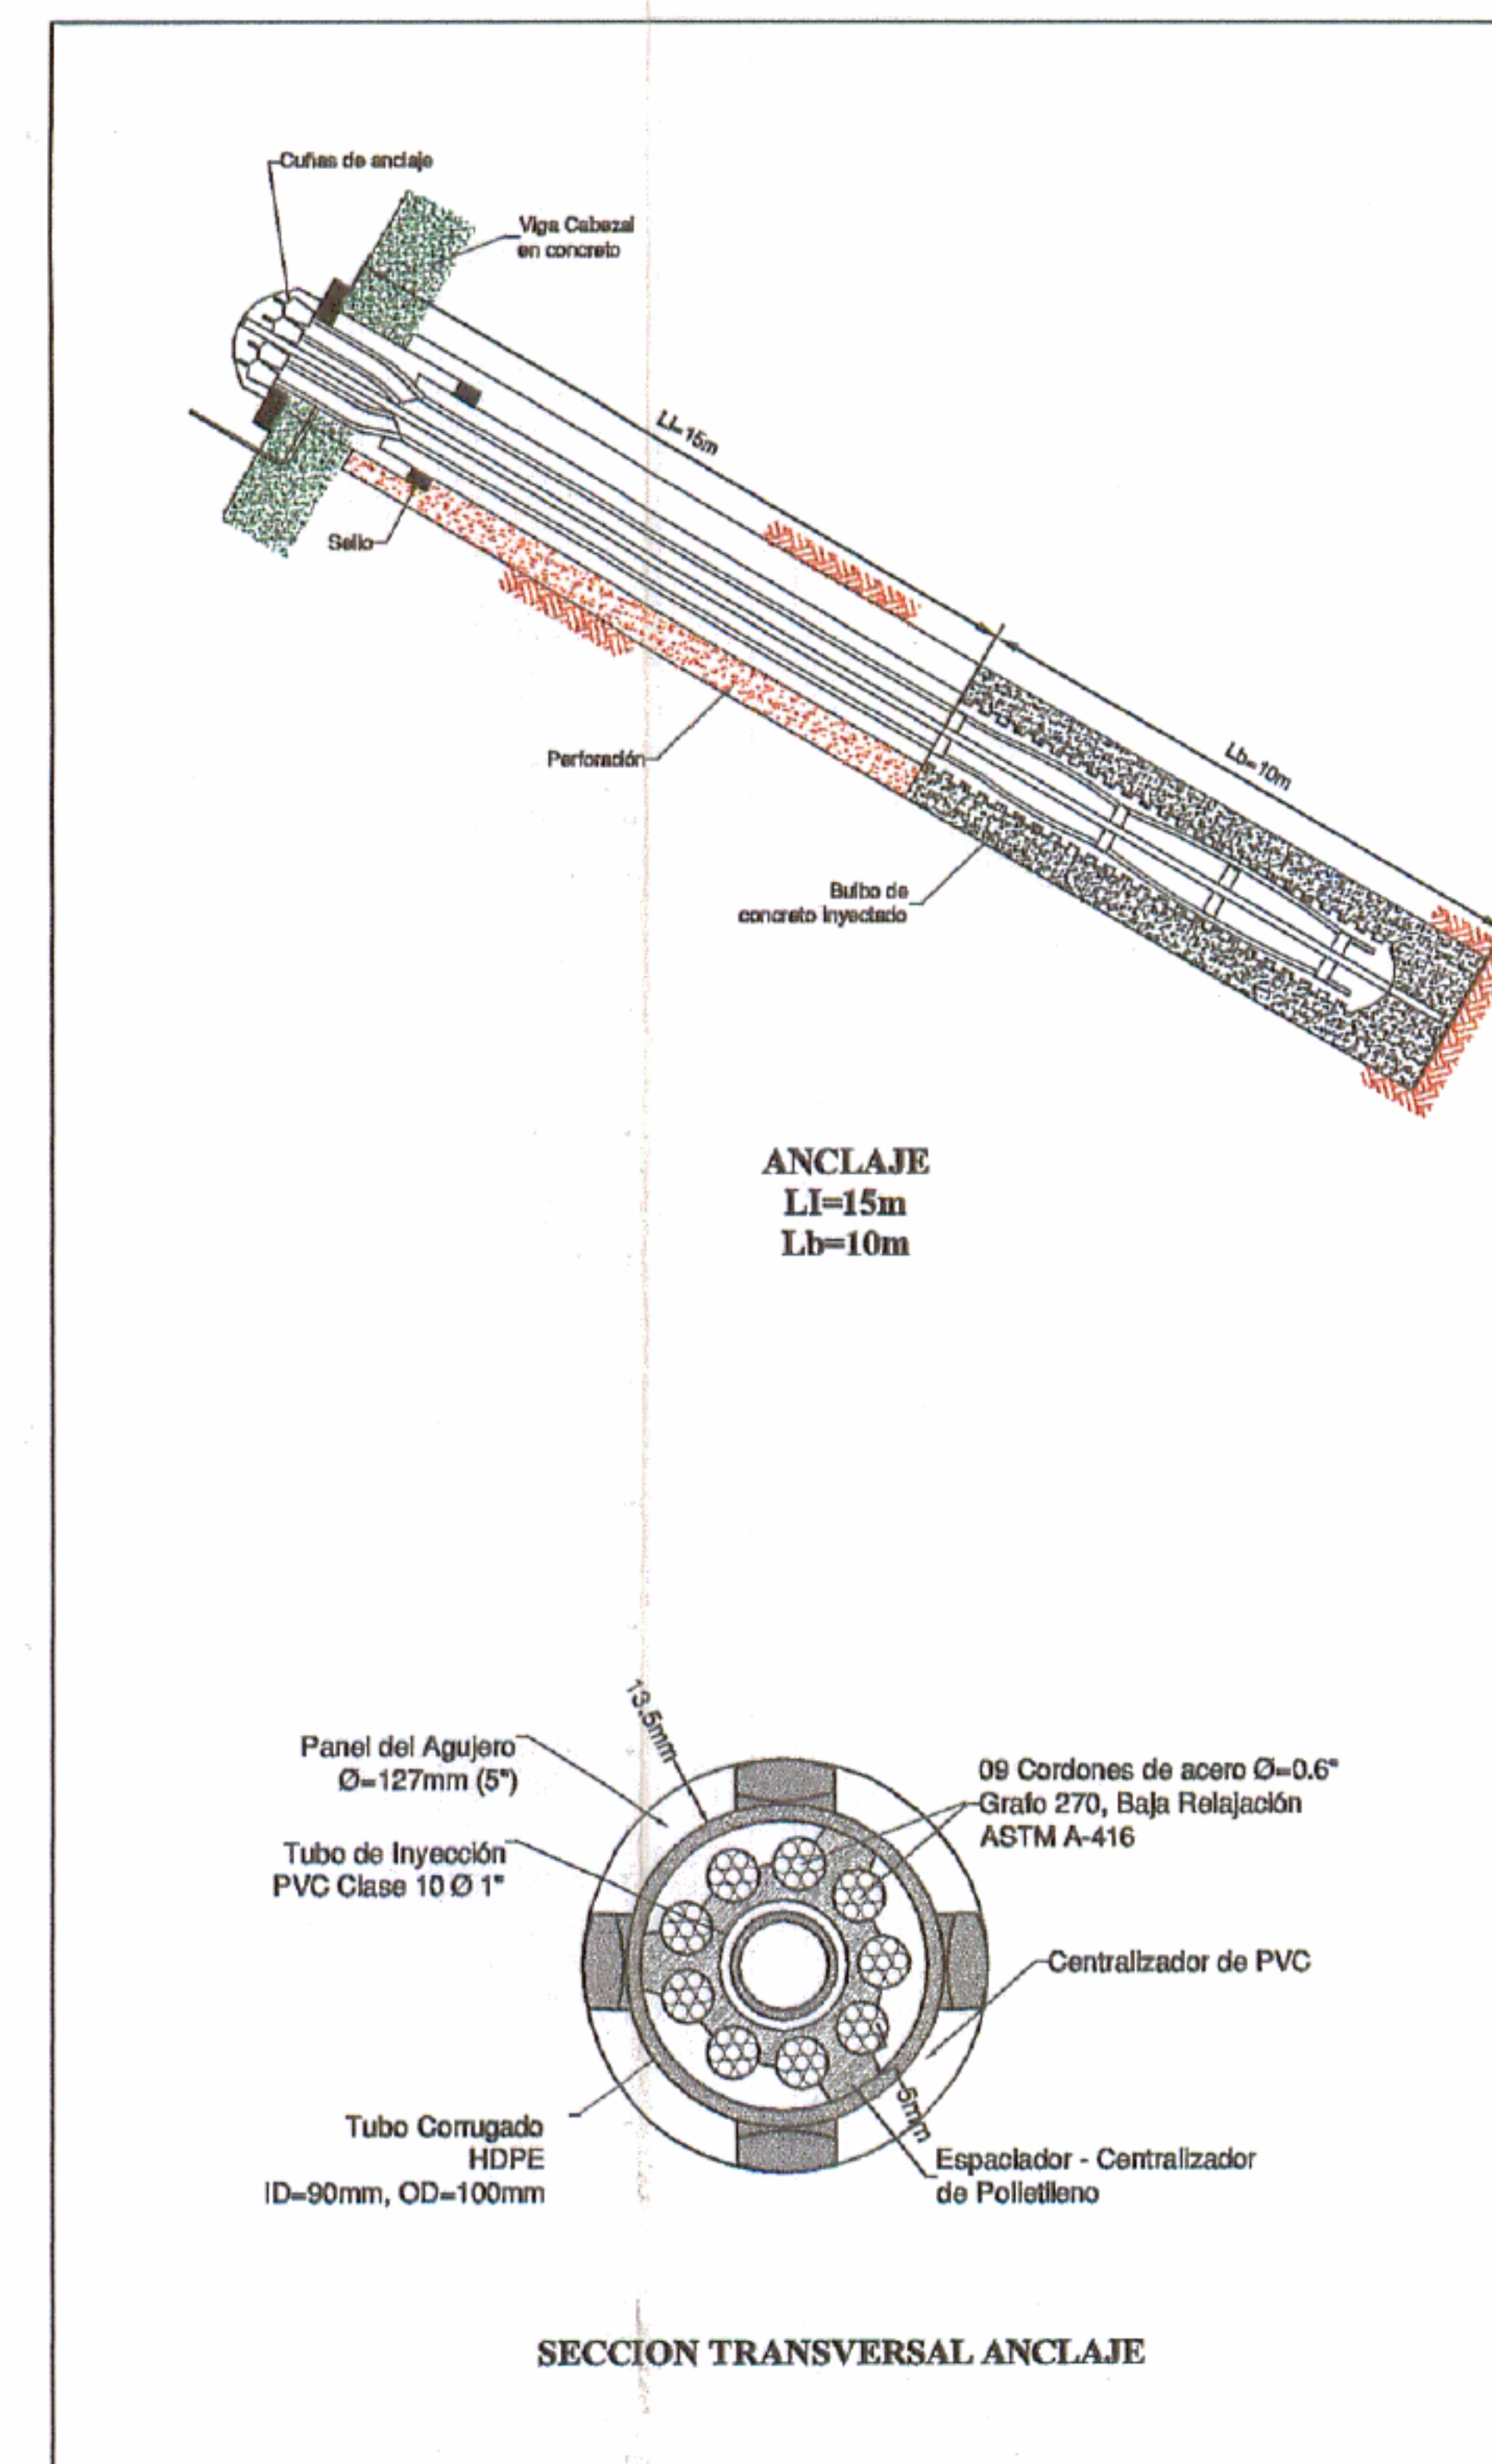 Cuñas de anclaje
Viga Cabezal
en concreto
LI=15m
Sello
Perforación
Lb=10m
Bulbo de
concreto inyectado
ANCLAJE
LI=15m
Lb=10m
13.5mm
Panel del Agujero
Ø=127mm (5")
09 Cordones de acero Ø=0.6"
Grafo 270, Baja Relajación
ASTM A-416
Tubo de Inyección
PVC Clase 10 Ø 1"
Centralizador de PVC
5mm
Tubo Corrugado
HDPE
ID=90mm, OD=100mm
Espaciador - Centralizador
de Polietileno
SECCION TRANSVERSAL ANCLAJE